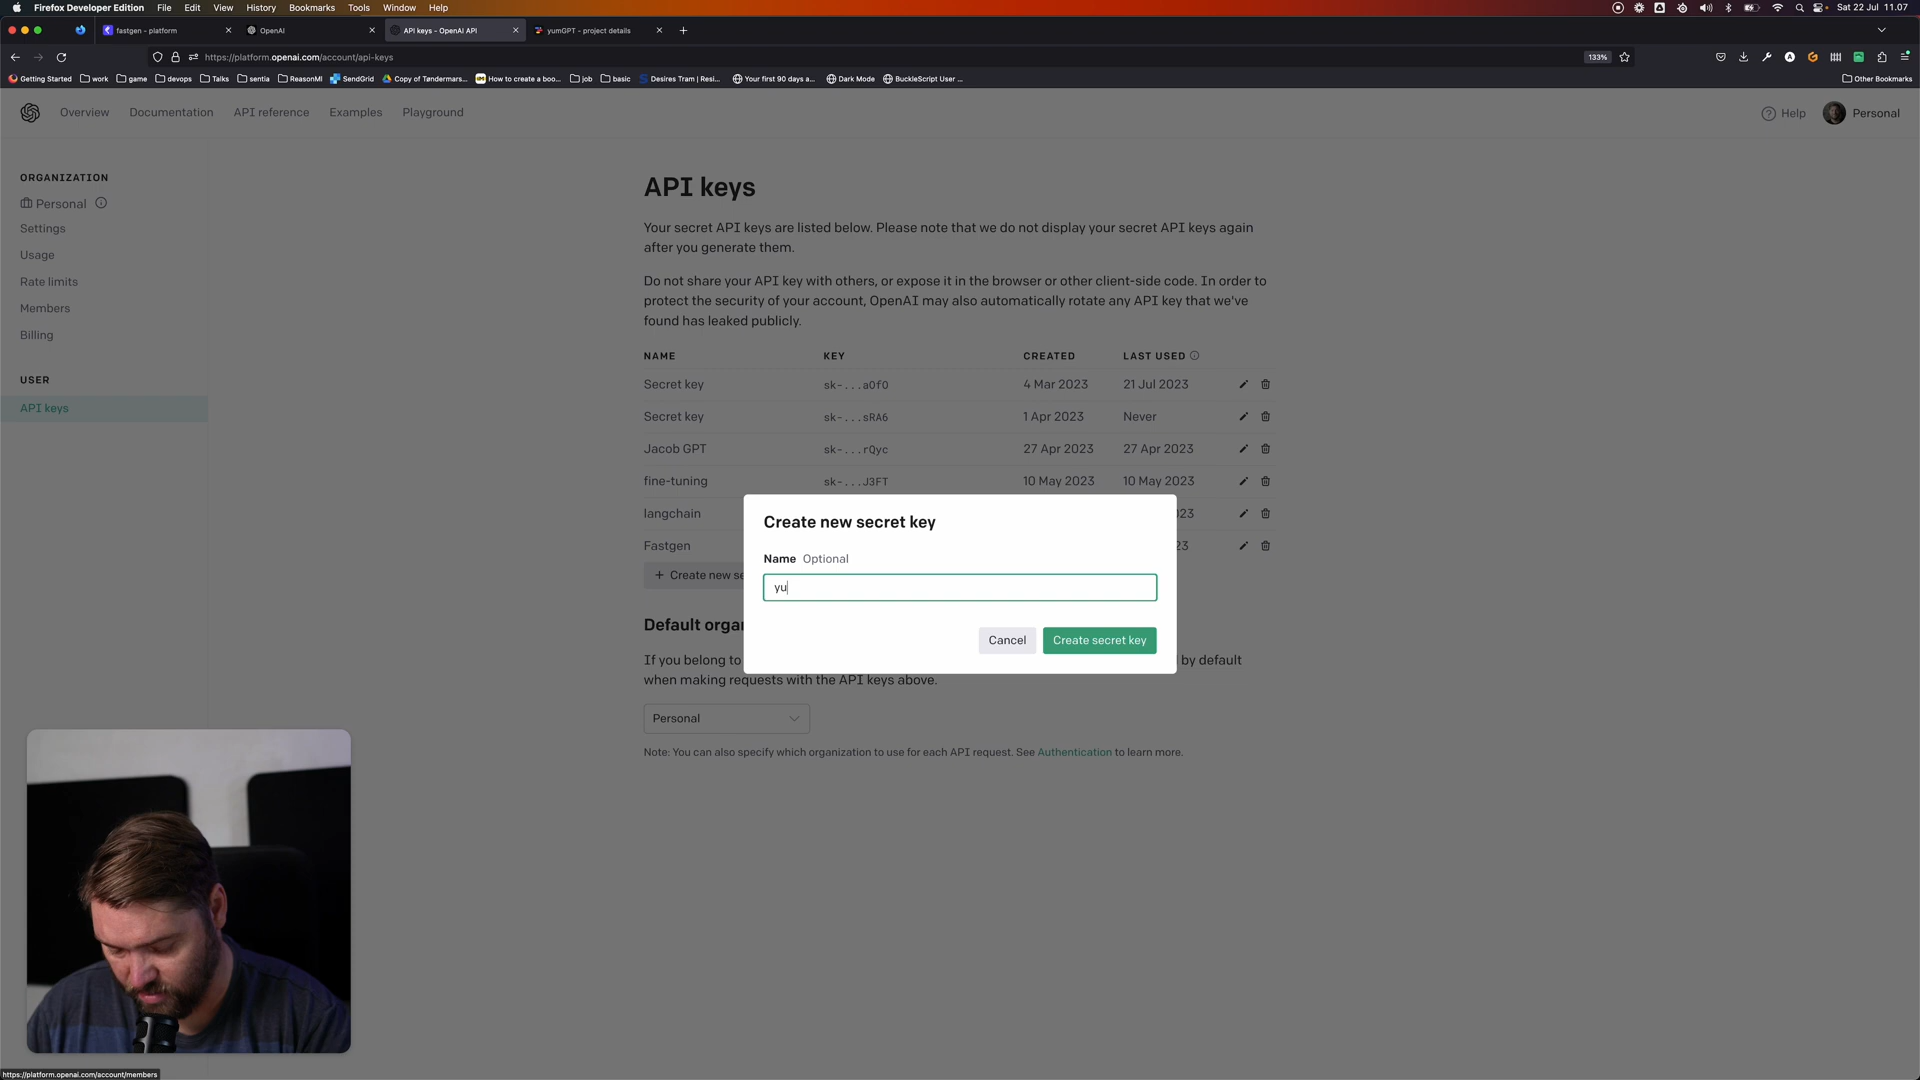 Firefox Developer Edition File Edit View History Bookmarks Tools Window Help Sat 22 Jul 11.07
fastgen - platform OpenAI API keys - OpenAI API yumGPT - project details
https://platform.openai.com/account/api-keys 133%
Getting Started work game devops Talks sentia ReasonMl SendGrid Copy of Tøndermars... How to create a boo... job basic Desires Tram | Resi... Your first 90 days a... Dark Mode BuckleScript User ... Other Bookmarks
Overview Documentation API reference Examples Playground Help Personal
ORGANIZATION
Personal
Settings
Usage
Rate limits
Members
Billing
USER
API keys
API keys
Your secret API keys are listed below. Please note that we do not display your secret API keys again
after you generate them.
Do not share your API key with others, or expose it in the browser or other client-side code. In order to
protect the security of your account, OpenAI may also automatically rotate any API key that we've
found has leaked publicly.
NAME KEY CREATED LAST USED
Secret key sk-...aOfO 4 Mar 2023 21 Jul 2023
Secret key sk-...sRA6 1 Apr 2023 Never
Jacob GPT sk-...rQyc 27 Apr 2023 27 Apr 2023
fine-tuning sk-...J3FT 10 May 2023 10 May 2023
langchain 23
Fastgen 23
+ Create new se
Create new secret key
Name Optional
yu
Cancel Create secret key
Default orga
If you belong to by default
when making requests with the API keys above.
Personal
Note: You can also specify which organization to use for each API request. See Authentication to learn more.
https://platform.openai.com/account/members